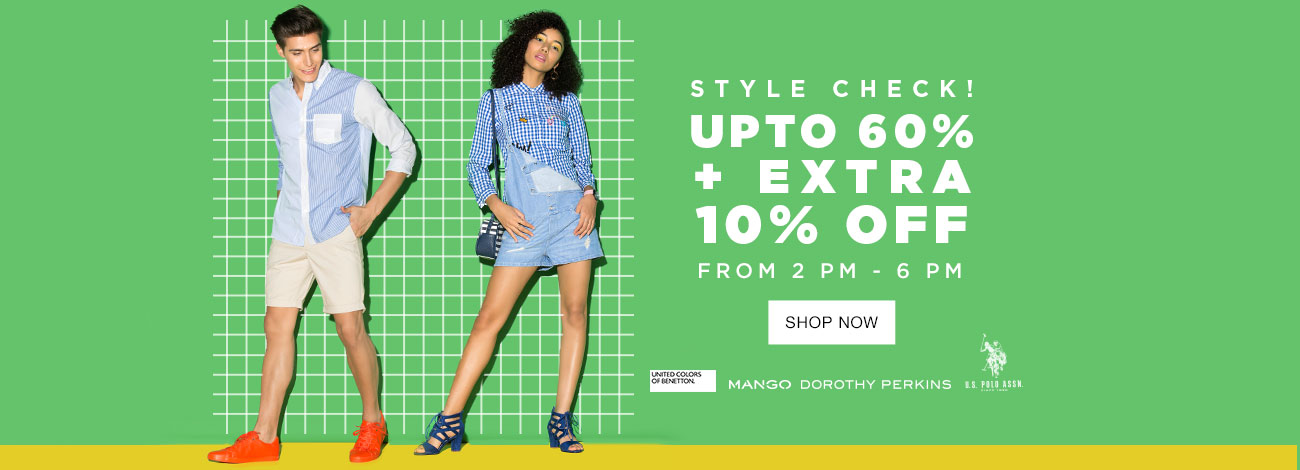 STYLE CHECK!
UPTO 60%
+ EXTRA
10% OFF
FROM 2 PM - 6 PM
SHOP NOW
UNITED COLORS
OF BENETTON.
MANGO DOROTHY PERKINS
U.S. POLO ASSN.